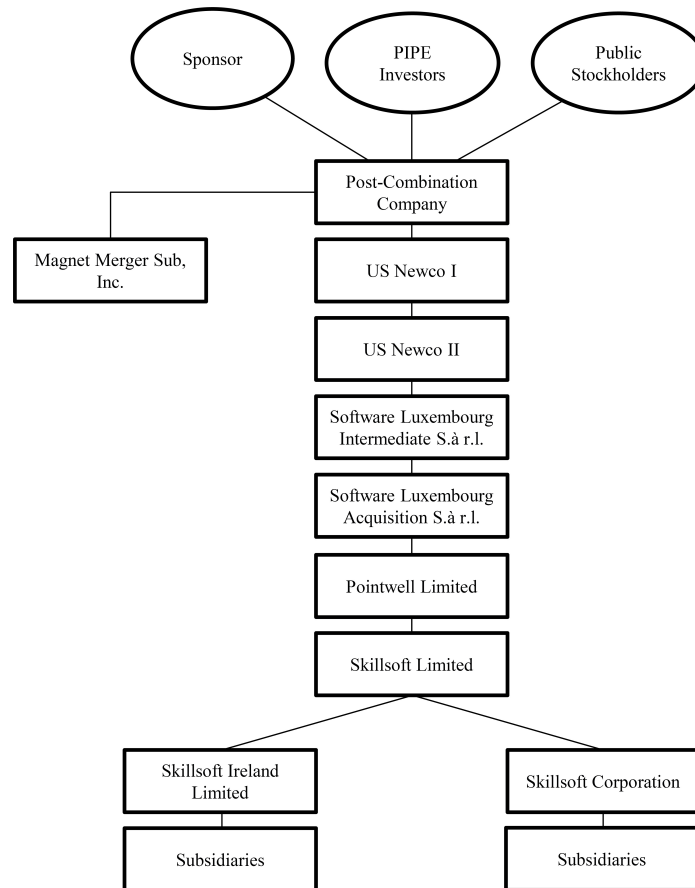 Sponsor
PIPE
Investors
Public
Stockholders
Post-Combination
Company
Magnet Merger Sub,
Inc.
US Newco I
US Newco II
Software Luxembourg
Intermediate S.à r.l.
Software Luxembourg
Acquisition S.à r.l.
Pointwell Limited
Skillsoft Limited
Skillsoft Ireland
Limited
Skillsoft Corporation
Subsidiaries
Subsidiaries